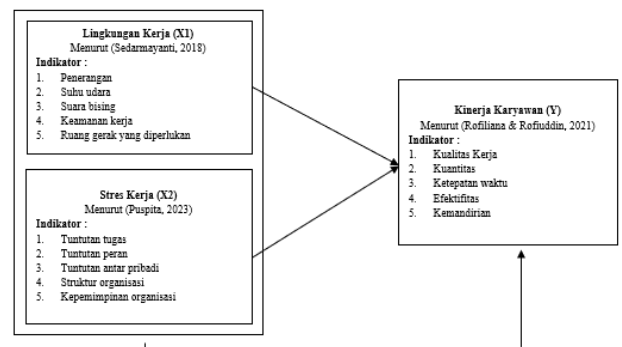 Lingkungan Kerja (X1)
Menurut (Sedarmayanti, 2018)
Indikator :
1. Penerangan
2. Suhu udara
3. Suara bising
4. Keamanan kerja
5. Ruang gerak yang diperlukan
Stres Kerja (X2)
Menurut (Puspita, 2023)
Indikator :
1. Tuntutan tugas
2. Tuntutan peran
3. Tuntutan antar pribadi
4. Struktur organisasi
5. Kepemimpinan organisasi
Kinerja Karyawan (Y)
Menurut (Rofiliana & Rofiuddin, 2021)
Indikator :
1. Kualitas Kerja
2. Kuantitas
3. Ketepatan waktu
4. Efektifitas
5. Kemandirian